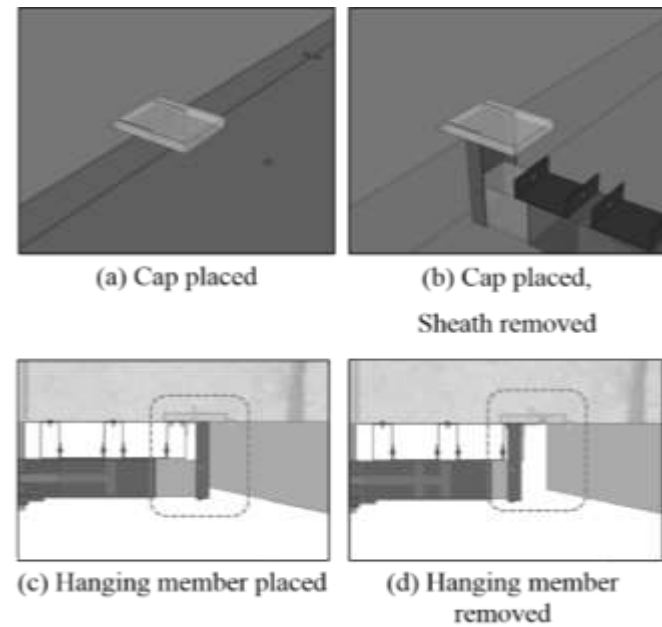 (a) Cap placed
(b) Cap placed,
Sheath removed
(c) Hanging member placed
(d) Hanging member
removed